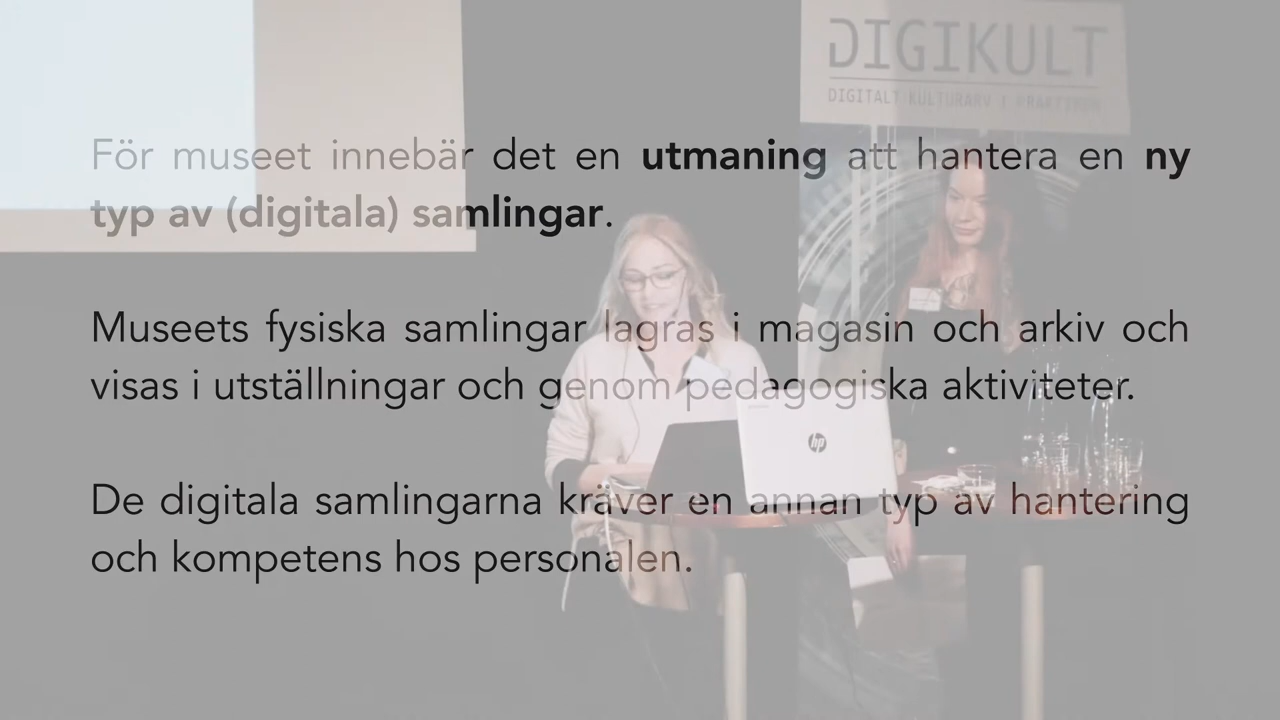 DIGIKULT
DIGITALT KULTURARV I PRAKTIKEN
För museet innebär det en utmaning att hantera en ny
typ av (digitala) samlingar.
Museets fysiska samlingar lagras i magasin och arkiv och
visas i utställningar och genom pedagogiska aktiviteter.
hp
De digitala samlingarna kräver en annan typ av hantering
och kompetens hos personalen.